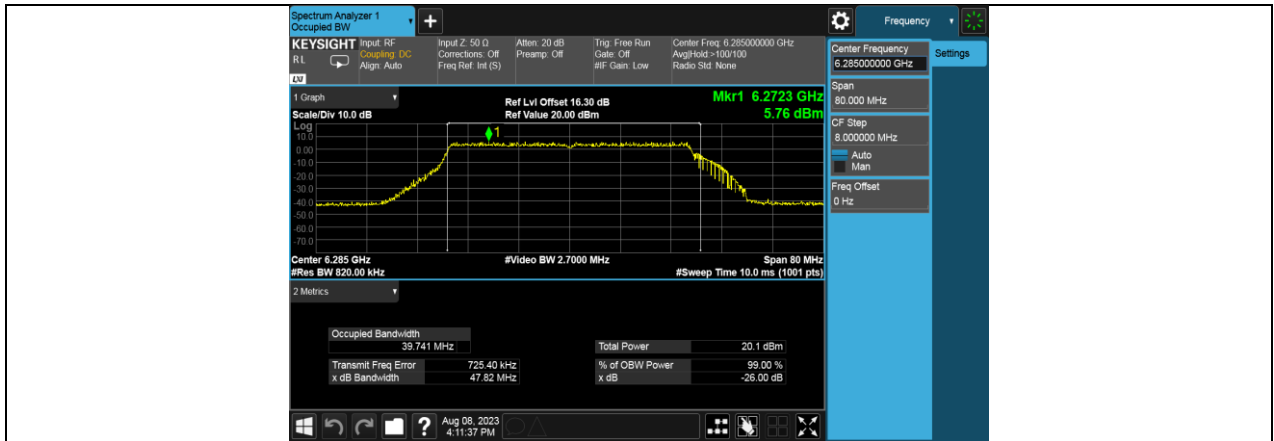 Spectrum Analyzer 1
Occupied BW
Frequency
KEYSIGHT
RL
LXI
Input: RF
Coupling: DC
Align: Auto
Input Z: 50 Ω
Corrections: Off
Freq Ref: Int (S)
Atten: 20 dB
Preamp: Off
Trig: Free Run
Gate: Off
#IF Gain: Low
Center Freq: 6.285000000 GHz
Avg|Hold:>100/100
Radio Std: None
Center Frequency
6.285000000 GHz
Settings
Span
80.000 MHz
CF Step
8.000000 MHz
Auto
Man
Freq Offset
0 Hz
1 Graph
Scale/Div 10.0 dB
Ref Lvl Offset 16.30 dB
Ref Value 20.00 dBm
Mkr1 6.2723 GHz
5.76 dBm
Log
10.0
0.00
-10.0
-20.0
-30.0
-40.0
-50.0
-60.0
-70.0
1
Center 6.285 GHz
#Video BW 2.7000 MHz
Span 80 MHz
#Res BW 820.00 kHz
#Sweep Time 10.0 ms (1001 pts)
2 Metrics
Occupied Bandwidth
39.741 MHz
Total Power 20.1 dBm
Transmit Freq Error 725.40 kHz
% of OBW Power 99.00 %
x dB Bandwidth 47.82 MHz
x dB -26.00 dB
?
Aug 08, 2023
4:11:37 PM